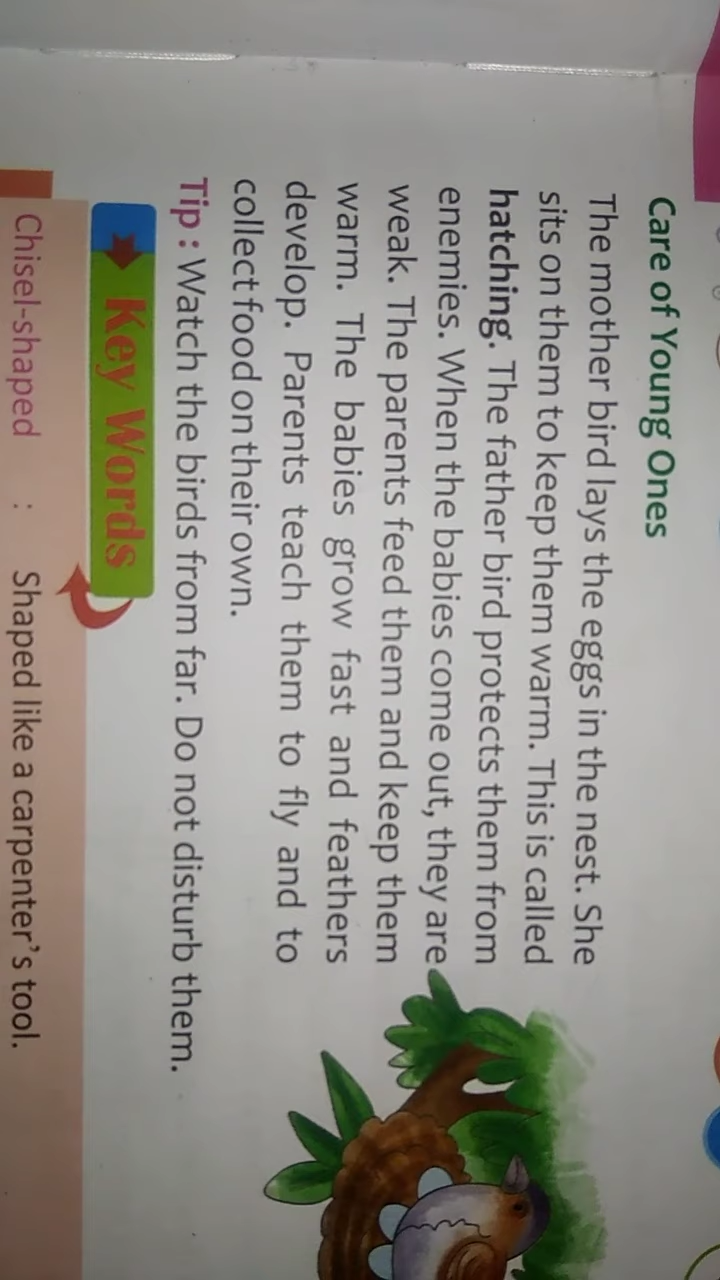 Care of Young Ones
The mother bird lays the eggs in the nest. She
sits on them to keep them warm. This is called
hatching. The father bird protects them from
enemies. When the babies come out, they are
weak. The parents feed them and keep them
warm. The babies grow fast and feathers
develop. Parents teach them to fly and to
collect food on their own.
Tip : Watch the birds from far. Do not disturb them.
Key Words
Chisel-shaped : Shaped like a carpenter's tool.